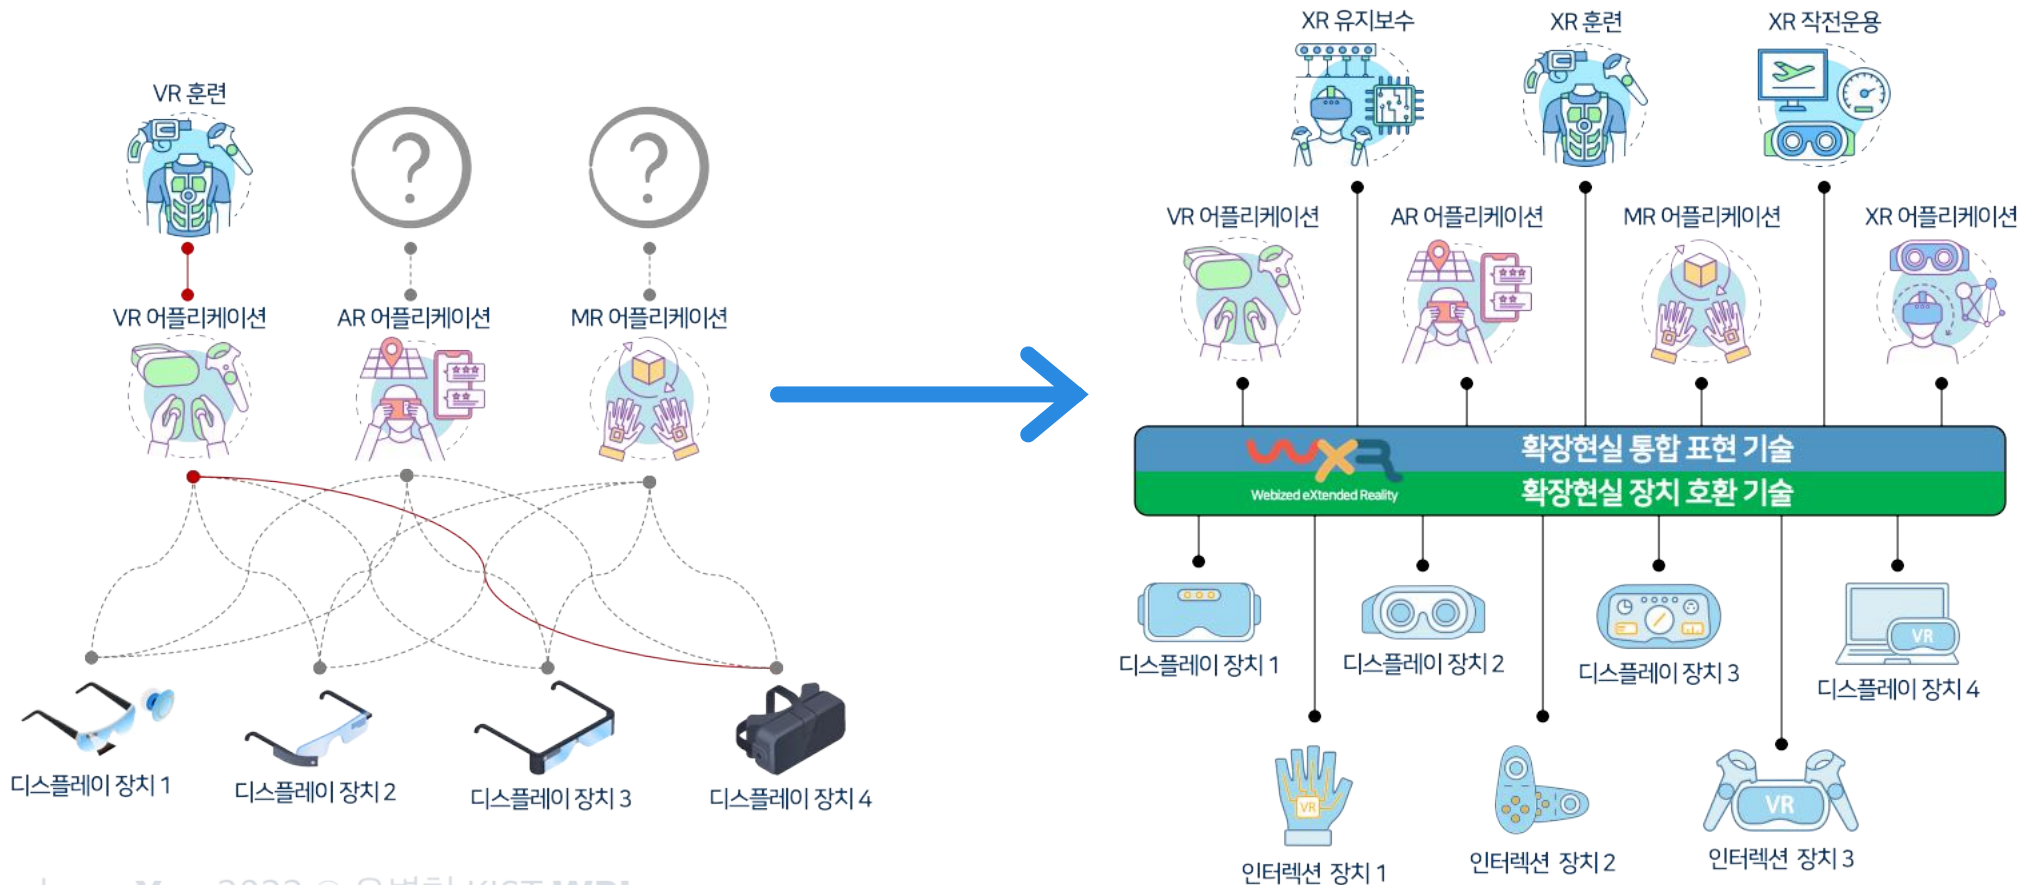 VR 훈련
VR 어플리케이션
AR 어플리케이션
MR 어플리케이션
디스플레이 장치 1
디스플레이 장치 2
디스플레이 장치 3
디스플레이 장치 4
XR 유지보수
XR 훈련
XR 작전운용
VR 어플리케이션
AR 어플리케이션
MR 어플리케이션
XR 어플리케이션
WXR
Webized eXtended Reality
확장현실 통합 표현 기술
확장현실 장치 호환 기술
디스플레이 장치 1
디스플레이 장치 2
디스플레이 장치 3
VR
디스플레이 장치 4
VR
인터렉션 장치 1
인터렉션 장치 2
VR
인터렉션 장치 3